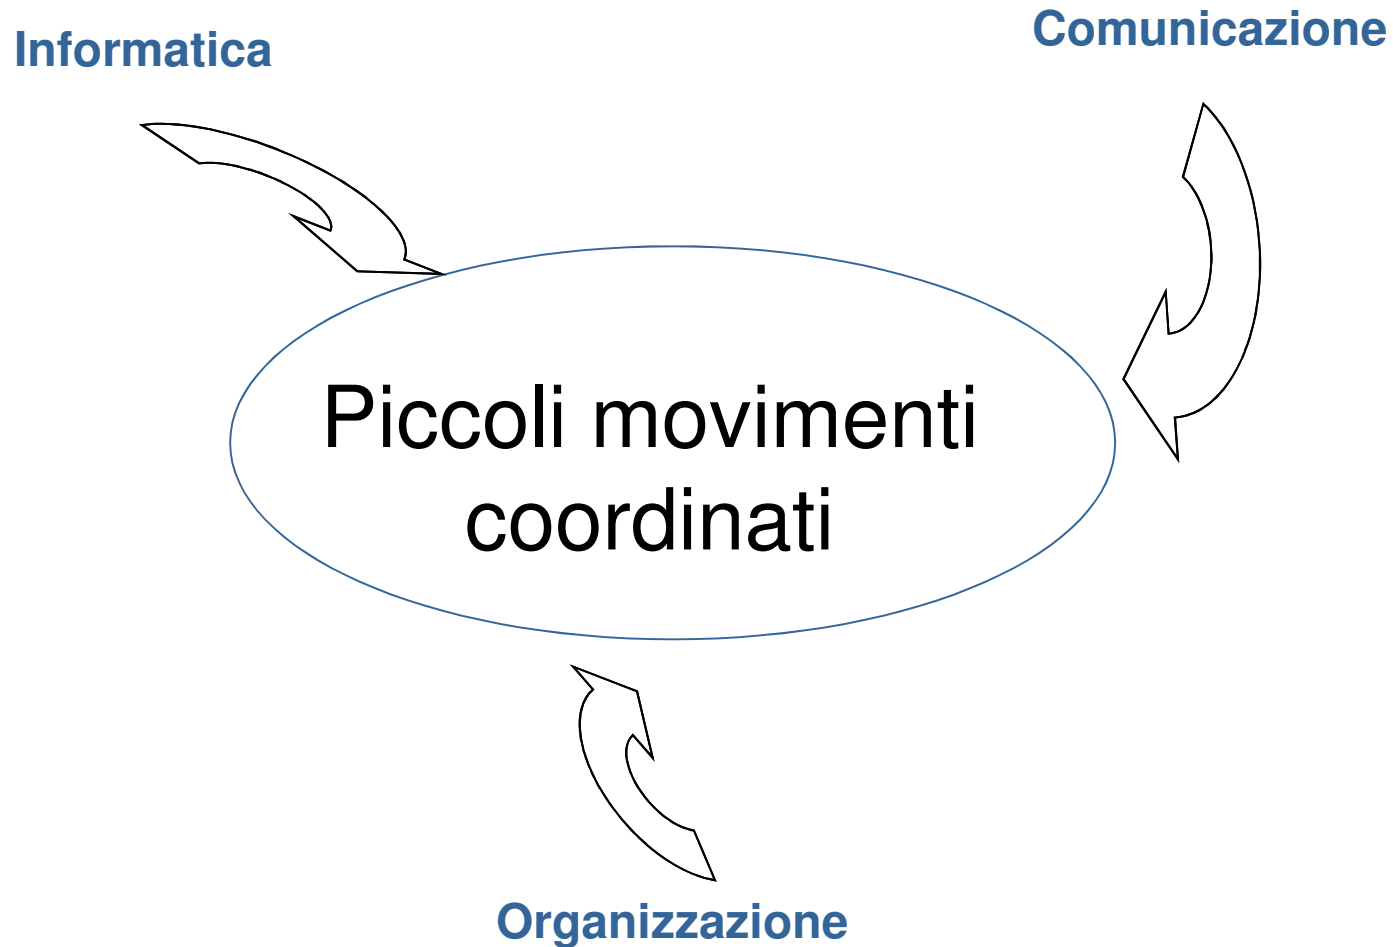 Informatica
Comunicazione
Piccoli movimenti
coordinati
Organizzazione